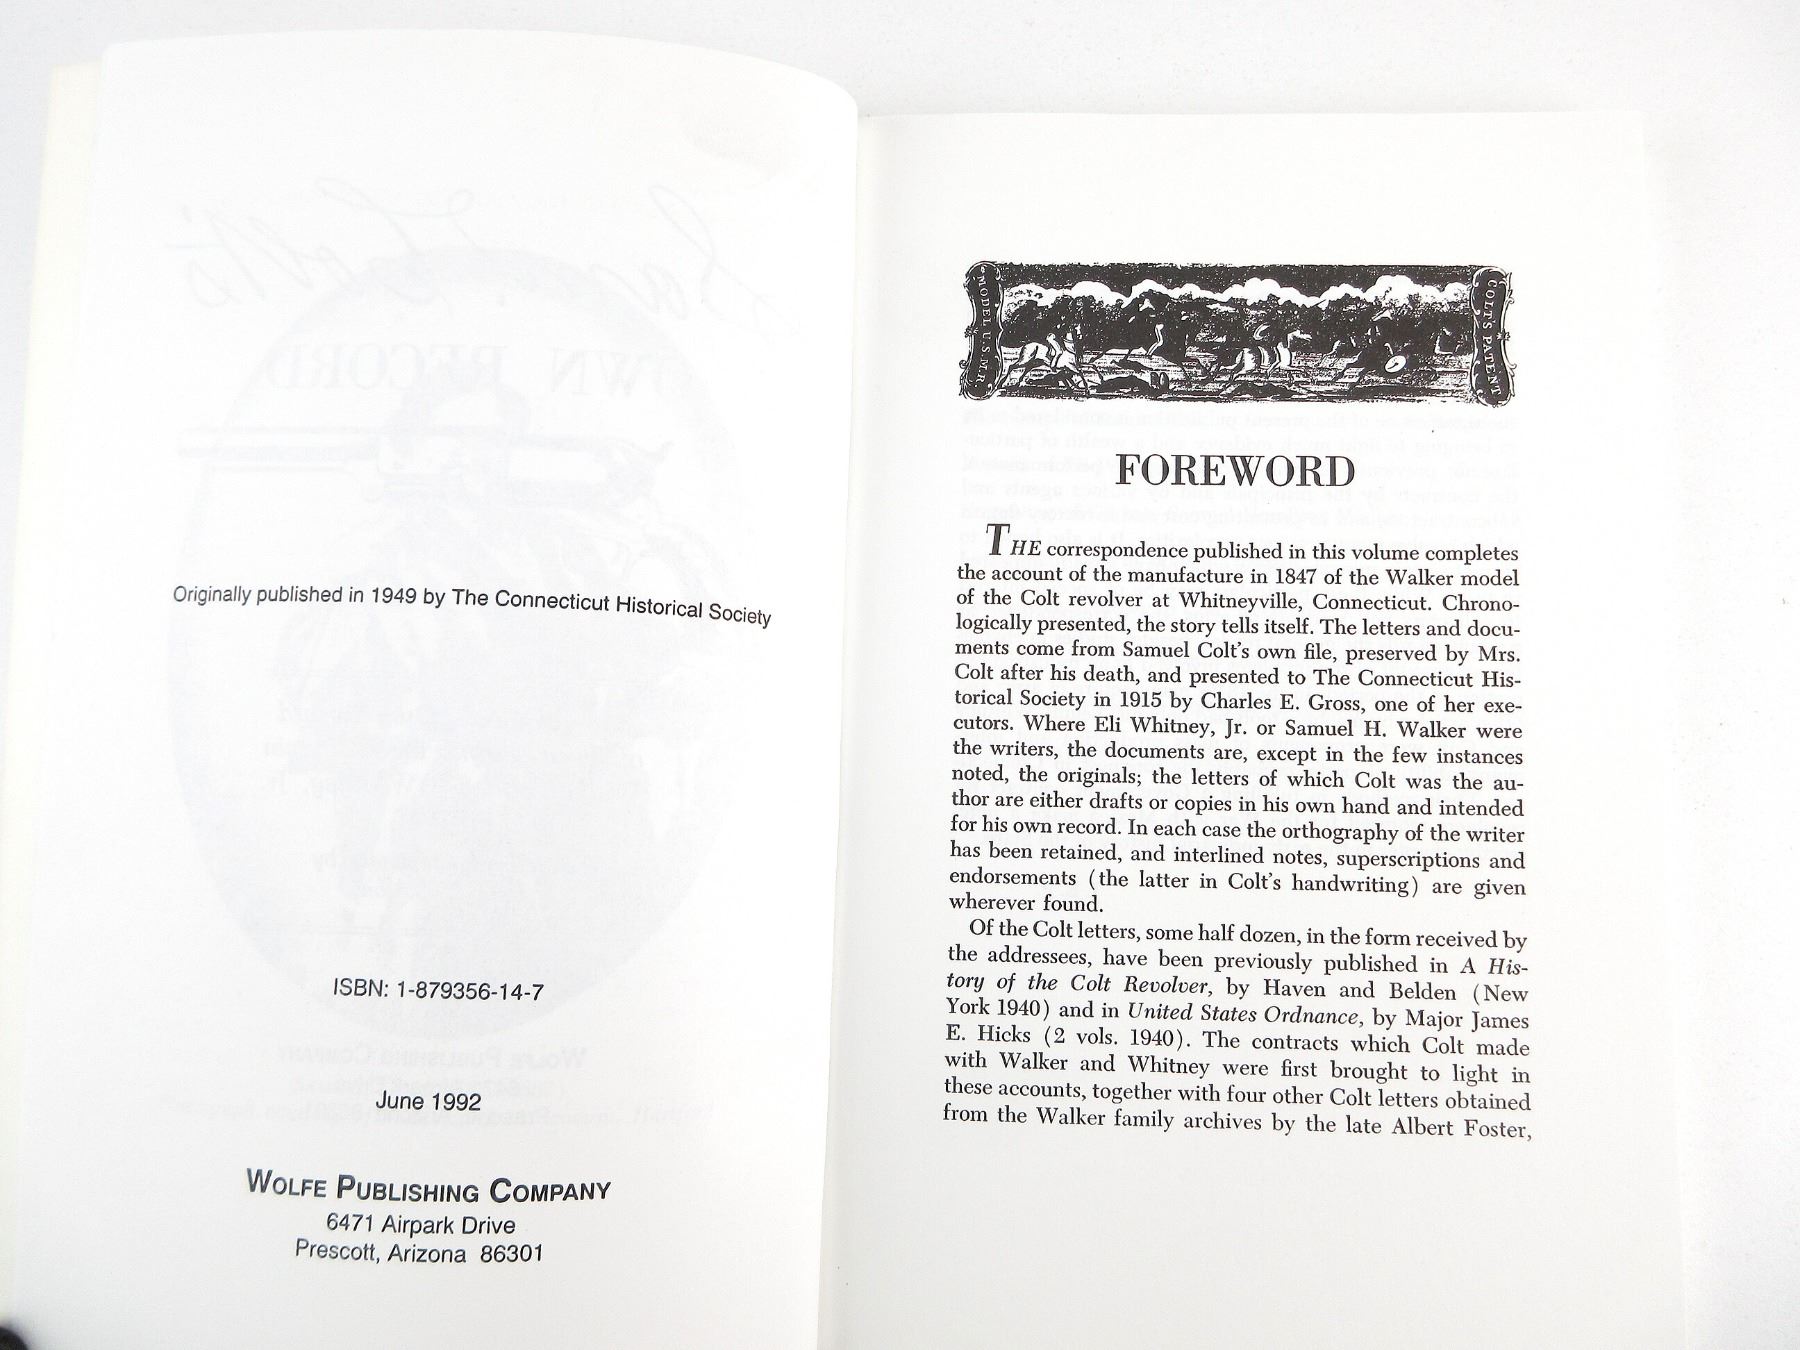 Originally published in 1949 by The Connecticut Historical Society
ISBN: 1-879356-14-7
June 1992
WOLFE PUBLISHING COMPANY
6471 Airpark Drive
Prescott, Arizona 86301
MODEL U.S.M.R.
COLT'S PATENT
FOREWORD
THE correspondence published in this volume completes
the account of the manufacture in 1847 of the Walker model
of the Colt revolver at Whitneyville, Connecticut. Chrono-
logically presented, the story tells itself. The letters and docu-
ments come from Samuel Colt's own file, preserved by Mrs.
Colt after his death, and presented to The Connecticut His-
torical Society in 1915 by Charles E. Gross, one of her exe-
cutors. Where Eli Whitney, Jr. or Samuel H. Walker were
the writers, the documents are, except in the few instances
noted, the originals; the letters of which Colt was the au-
thor are either drafts or copies in his own hand and intended
for his own record. In each case the orthography of the writer
has been retained, and interlined notes, superscriptions and
endorsements (the latter in Colt's handwriting) are given
wherever found.
Of the Colt letters, some half dozen, in the form received by
the addressees, have been previously published in A His-
tory of the Colt Revolver, by Haven and Belden (New
York 1940) and in United States Ordnance, by Major James
E. Hicks (2 vols. 1940). The contracts which Colt made
with Walker and Whitney were first brought to light in
these accounts, together with four other Colt letters obtained
from the Walker family archives by the late Albert Foster,